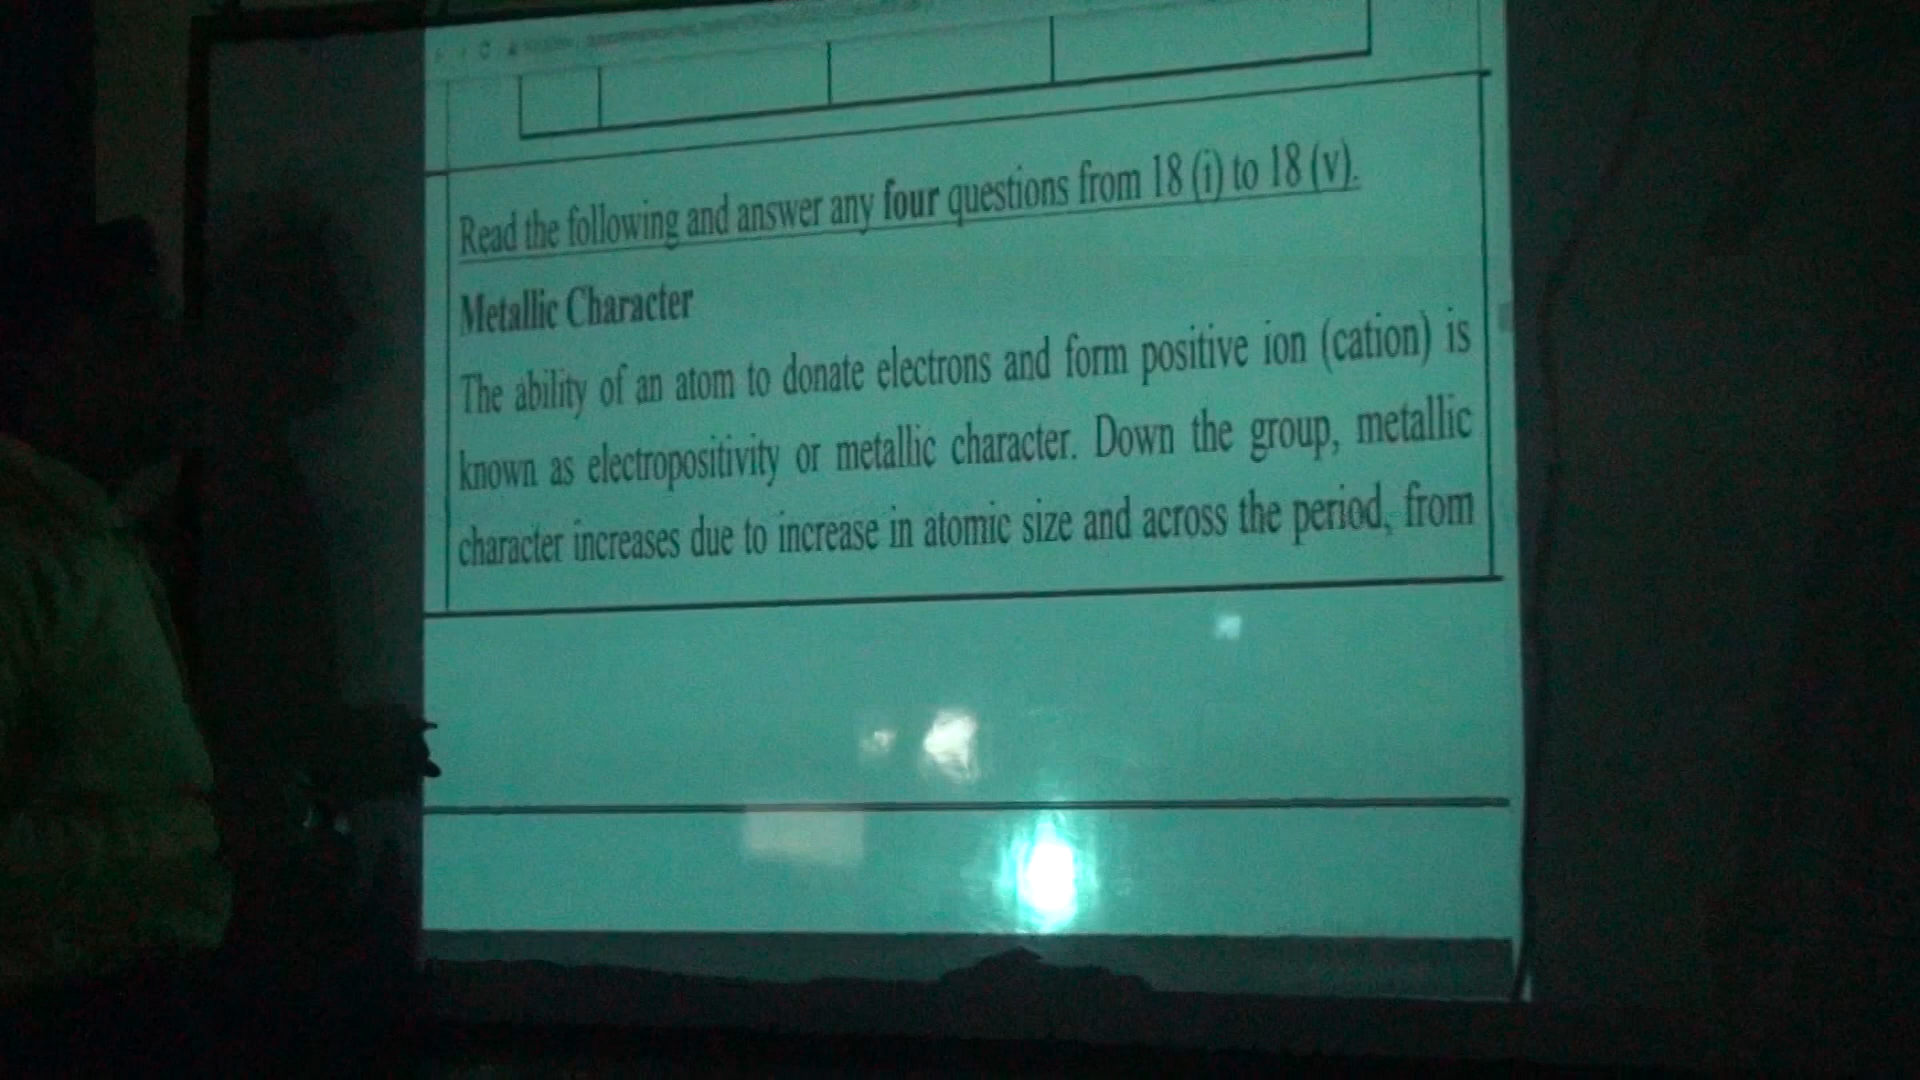 Read the following and answer any four questions from 18 (i) to 18 (v).
Metallic Character
The ability of an atom to donate electrons and form positive ion (cation) is
known as electropositivity or metallic character. Down the group, metallic
character increases due to increase in atomic size and across the period, from